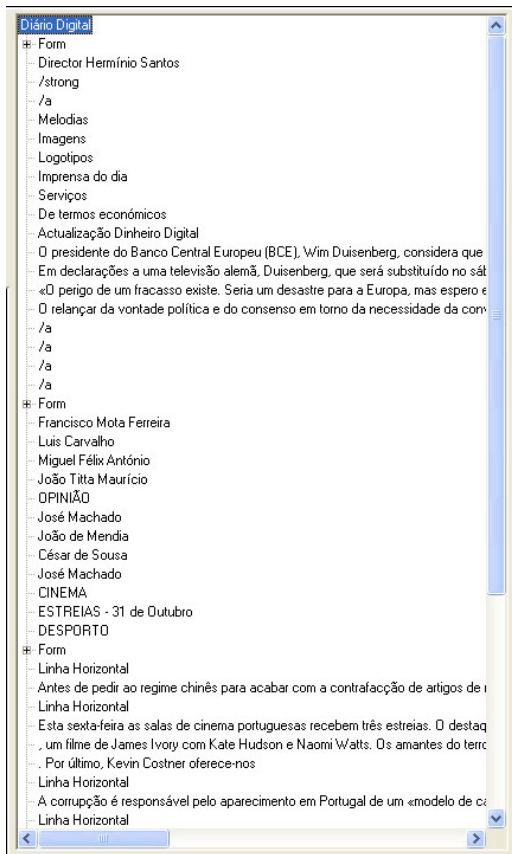 Diário Digital
Form
Director Hermínio Santos
/strong
/a
Melodias
Imagens
Logotipos
Imprensa do dia
Serviços
De termos económicos
Actualização Dinheiro Digital
O presidente do Banco Central Europeu (BCE), Wim Duisenberg, considera que
Em declarações a uma televisão alemã, Duisenberg, que será substituído no sáb
«O perigo de um fracasso existe. Seria um desastre para a Europa, mas espero e
O relançar da vontade política e do consenso em torno da necessidade da conv
/a
/a
/a
/a
Form
Francisco Mota Ferreira
Luis Carvalho
Miguel Félix António
João Titta Maurício
OPINIÃO
José Machado
João de Mendia
César de Sousa
José Machado
CINEMA
ESTREIAS - 31 de Outubro
DESPORTO
Form
Linha Horizontal
Antes de pedir ao regime chinês para acabar com a contrafacção de artigos de
Linha Horizontal
Esta sexta-feira as salas de cinema portuguesas recebem três estreias. O destaq
, um filme de James Ivory com Kate Hudson e Naomi Watts. Os amantes do terro
. Por último, Kevin Costner oferece-nos
Linha Horizontal
A corrupção é responsável pelo aparecimento em Portugal de um «modelo de ca
Linha Horizontal